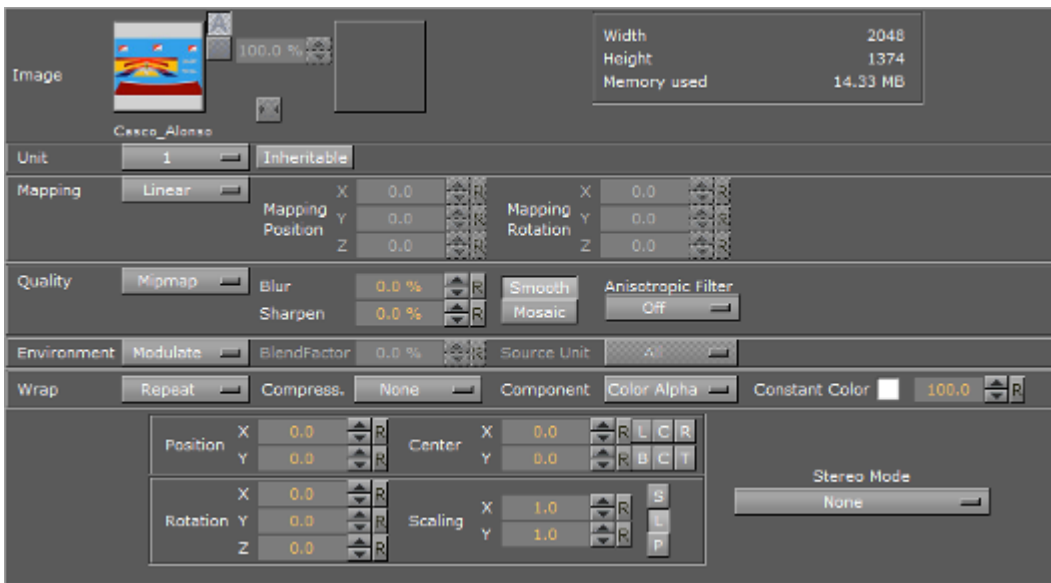 A
100.0 %
Width 2048
Height 1374
Memory used 14.33 MB
Image
Casco_Alonso
Unit 1 Inheritable
Mapping Linear
Mapping Position X 0.0 R
Y 0.0 R
Z 0.0 R
Mapping Rotation X 0.0 R
Y 0.0 R
Z 0.0 R
Quality Mipmap
Blur 0.0 % R
Sharpen 0.0 % R
Smooth
Mosaic
Anisotropic Filter
Off
Environment Modulate BlendFactor 0.0 % R Source Unit All
Wrap Repeat Compress. None Component Color Alpha Constant Color 100.0 R
Position X 0.0 R
Y 0.0 R
Center X 0.0 R L C R
Y 0.0 R B C T
Rotation X 0.0 R
Y 0.0 R
Z 0.0 R
Scaling X 1.0 R
Y 1.0 R
S
L
P
Stereo Mode
None